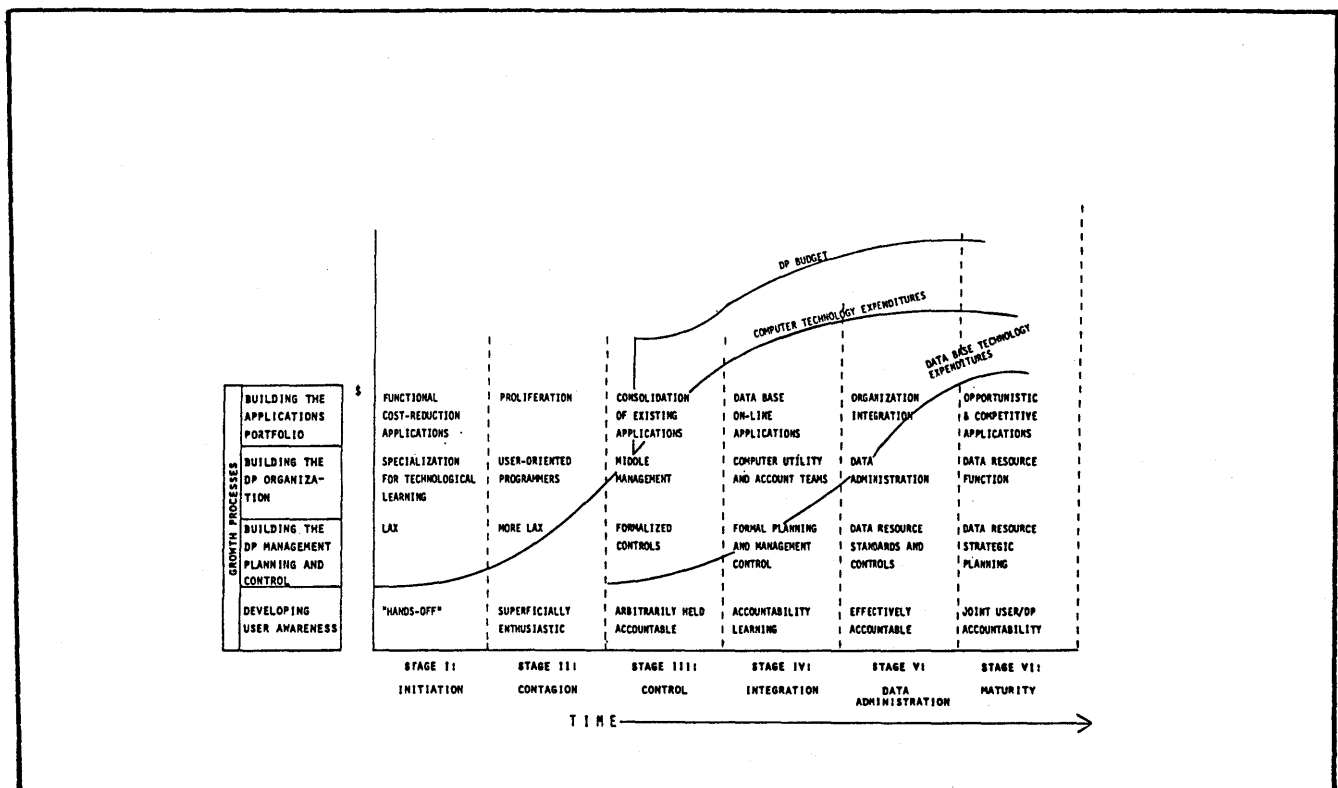 DP BUDGET
COMPUTER TECHNOLOGY EXPENDITURES
DATA BASE TECHNOLOGY
EXPENDITURES
$
GROWTH PROCESSES
BUILDING THE
APPLICATIONS
PORTFOLIO
FUNCTIONAL
COST-REDUCTION
APPLICATIONS
PROLIFERATION
CONSOLIDATION
OF EXISTING
APPLICATIONS
DATA BASE
ON-LINE
APPLICATIONS
ORGANIZATION
INTEGRATION
OPPORTUNISTIC
& COMPETITIVE
APPLICATIONS
BUILDING THE
DP ORGANIZA-
TION
SPECIALIZATION
FOR TECHNOLOGICAL
LEARNING
USER-ORIENTED
PROGRAMMERS
MIDDLE
MANAGEMENT
COMPUTER UTILITY
AND ACCOUNT TEAMS
DATA
ADMINISTRATION
DATA RESOURCE
FUNCTION
BUILDING THE
DP MANAGEMENT
PLANNING AND
CONTROL
LAX
MORE LAX
FORMALIZED
CONTROLS
FORMAL PLANNING
AND MANAGEMENT
CONTROL
DATA RESOURCE
STANDARDS AND
CONTROLS
DATA RESOURCE
STRATEGIC
PLANNING
DEVELOPING
USER AWARENESS
"HANDS-OFF"
SUPERFICIALLY
ENTHUSIASTIC
ARBITRARILY HELD
ACCOUNTABLE
ACCOUNTABILITY
LEARNING
EFFECTIVELY
ACCOUNTABLE
JOINT USER/DP
ACCOUNTABILITY
STAGE I:
INITIATION
STAGE II:
CONTAGION
STAGE III:
CONTROL
STAGE IV:
INTEGRATION
STAGE V:
DATA
ADMINISTRATION
STAGE VI:
MATURITY
TIME